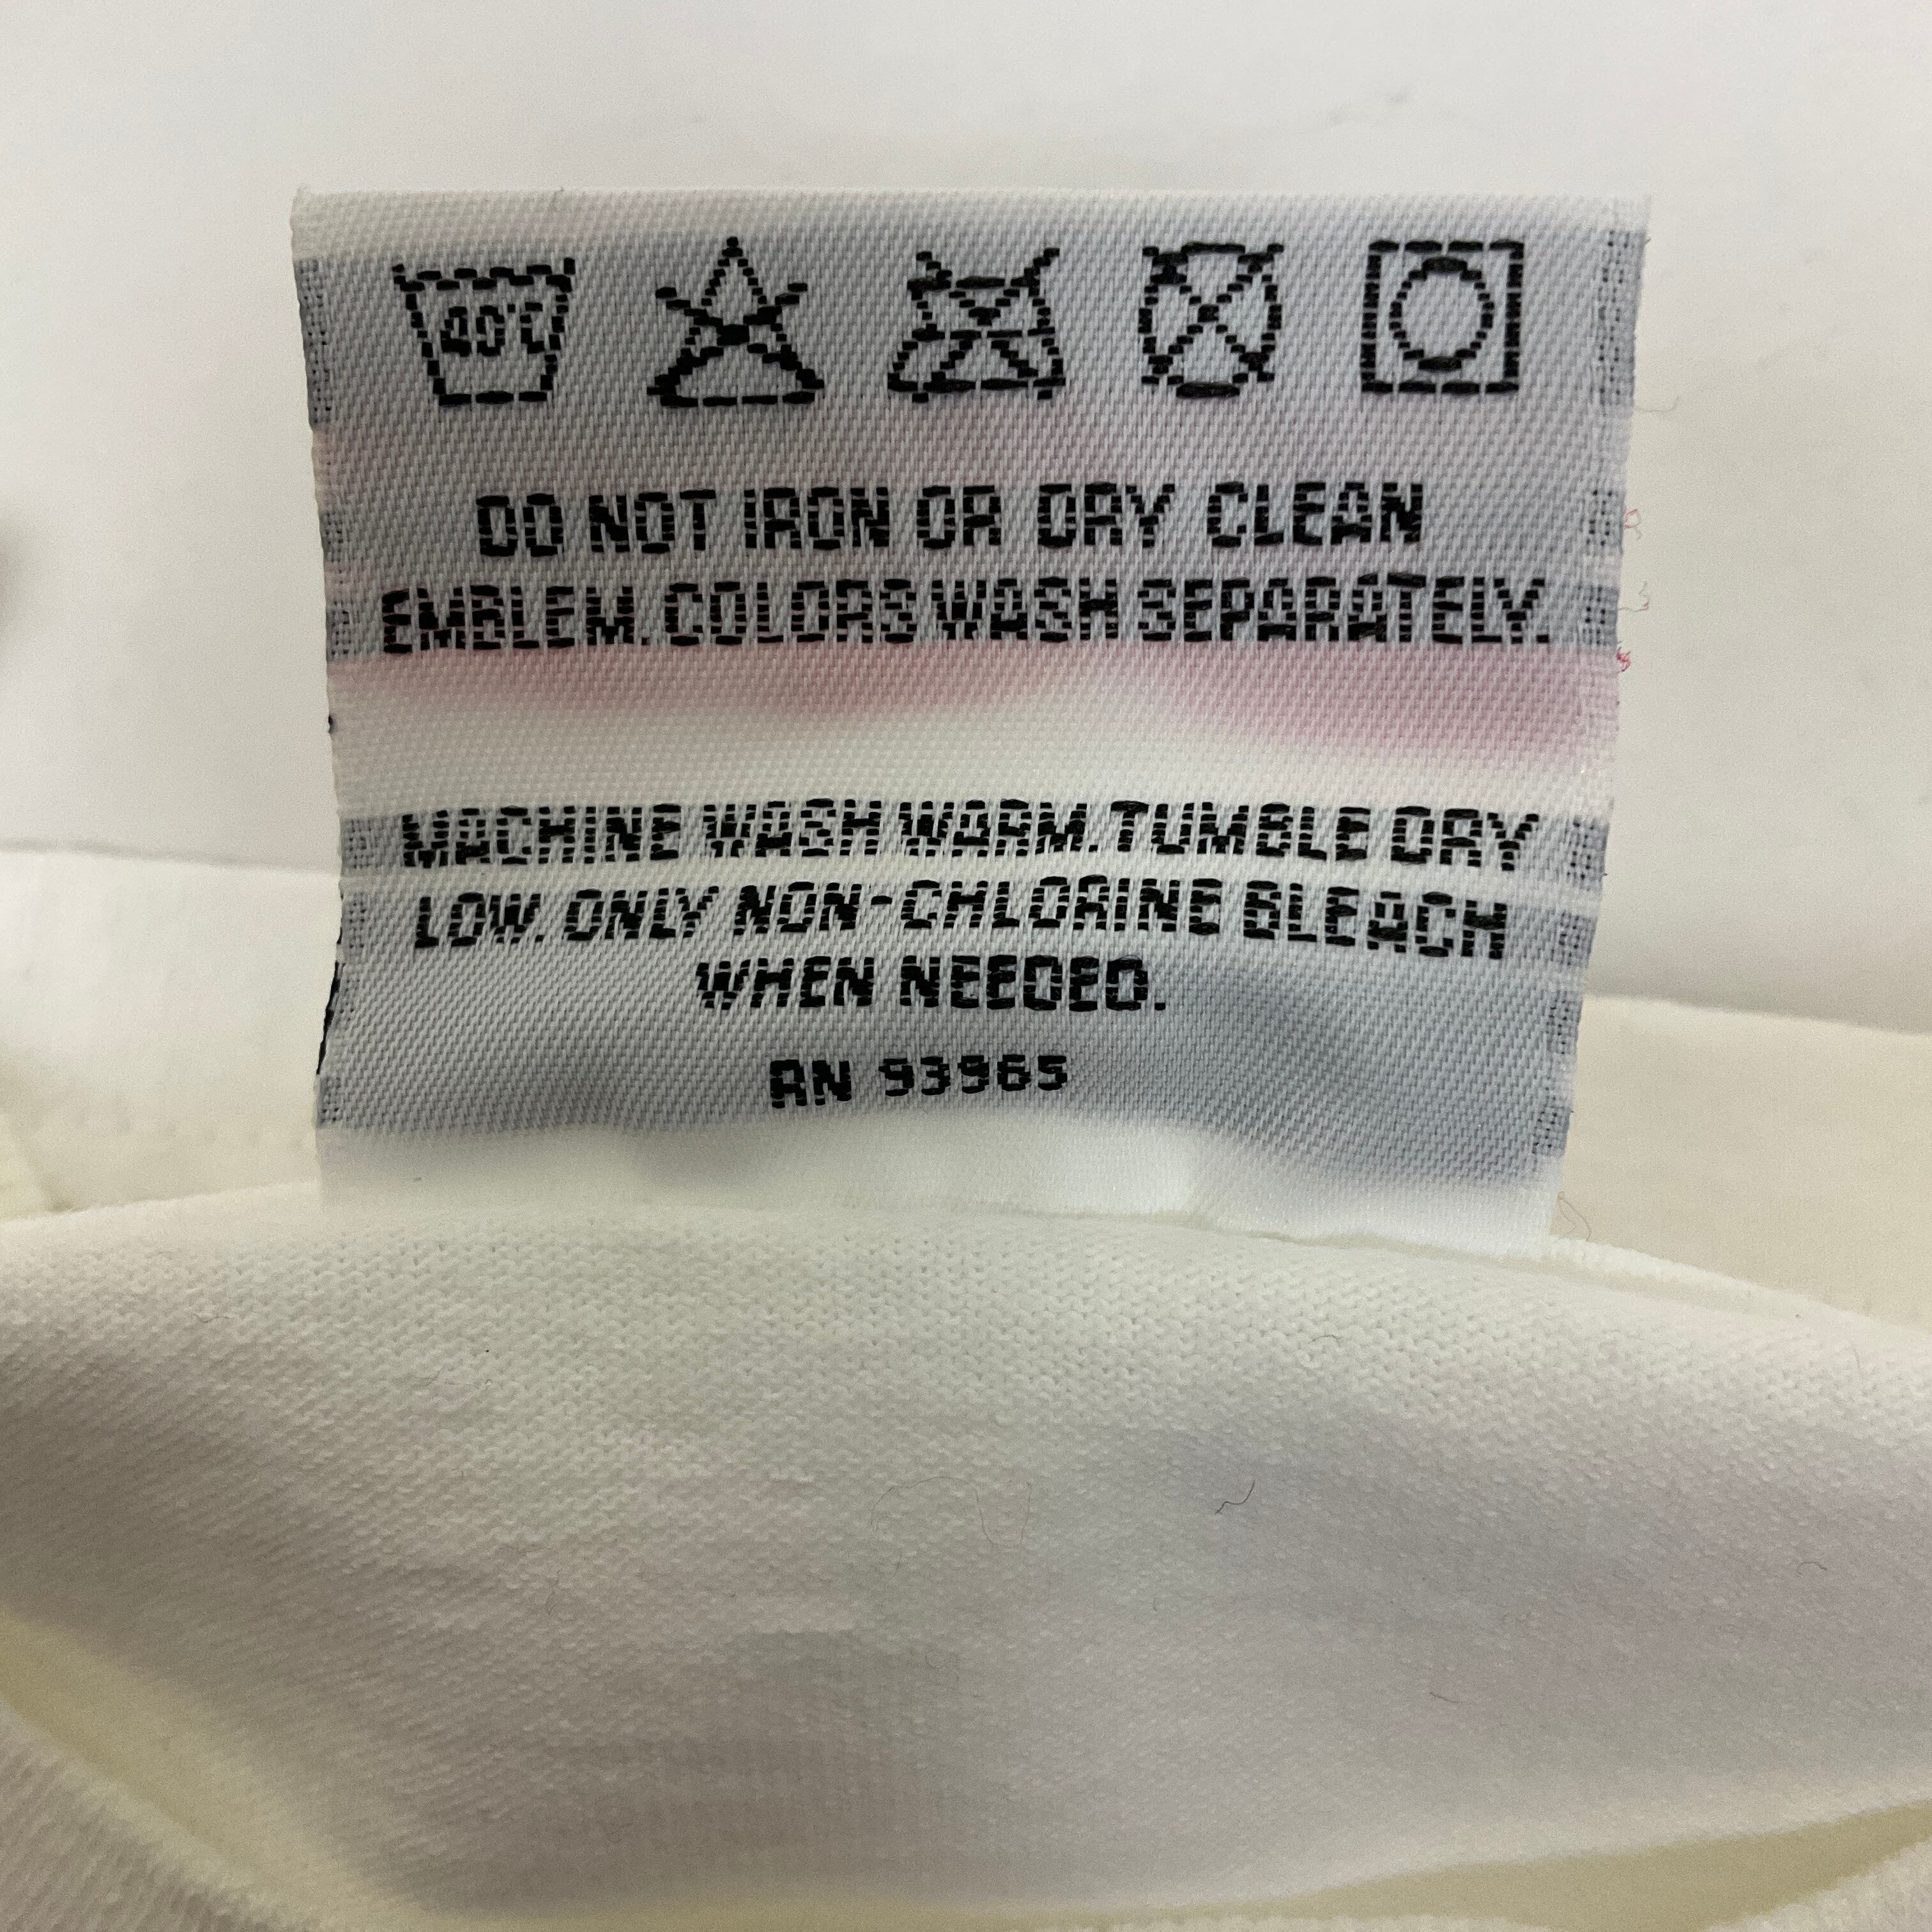 40°C
DO NOT IRON OR DRY CLEAN
EMBLEM. COLORS WASH SEPARATELY.
MACHINE WASH WARM. TUMBLE DRY
LOW. ONLY NON-CHLORINE BLEACH
WHEN NEEDED.
RN 93965